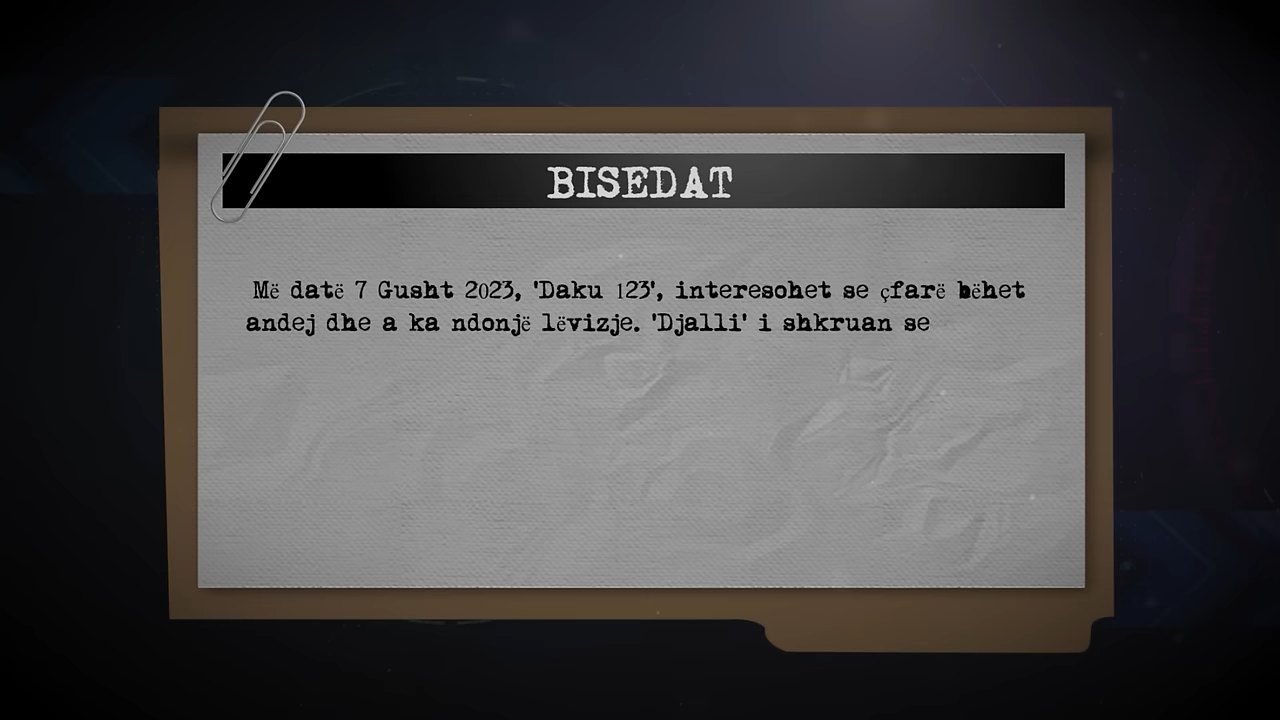 BISEDAT
Më datë 7 Gusht 2023, 'Daku 123', interesohet se çfarë bëhet
andej dhe a ka ndonjë lëvizje. 'Djalli' i shkruan se